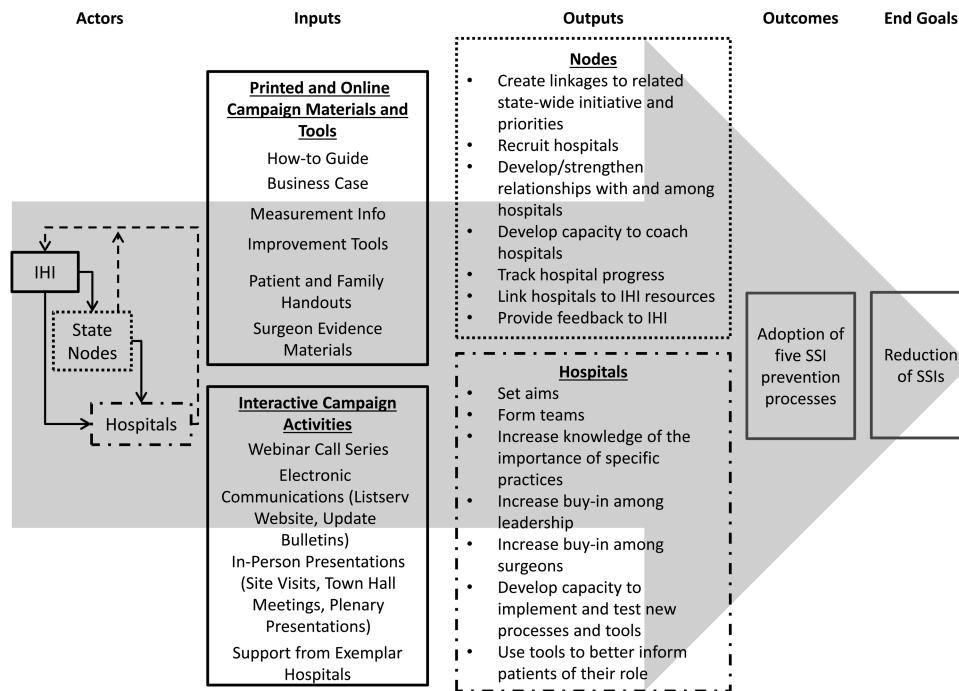 Actors
Inputs
Outputs
Outcomes
End Goals
IHI
State
Nodes
Hospitals
Printed and Online
Campaign Materials and
Tools
How-to Guide
Business Case
Measurement Info
Improvement Tools
Patient and Family
Handouts
Surgeon Evidence
Materials
Interactive Campaign
Activities
Webinar Call Series
Electronic
Communications (Listserv
Website, Update
Bulletins)
In-Person Presentations
(Site Visits, Town Hall
Meetings, Plenary
Presentations)
Support from Exemplar
Hospitals
Nodes
• Create linkages to related
state-wide initiative and
priorities
• Recruit hospitals
• Develop/strengthen
relationships with and among
hospitals
• Develop capacity to coach
hospitals
• Track hospital progress
• Link hospitals to IHI resources
• Provide feedback to IHI
Hospitals
• Set aims
• Form teams
• Increase knowledge of the
importance of specific
practices
• Increase buy-in among
leadership
• Increase buy-in among
surgeons
• Develop capacity to
implement and test new
processes and tools
• Use tools to better inform
patients of their role
Adoption of
five SSI
prevention
processes
Reduction
of SSIs